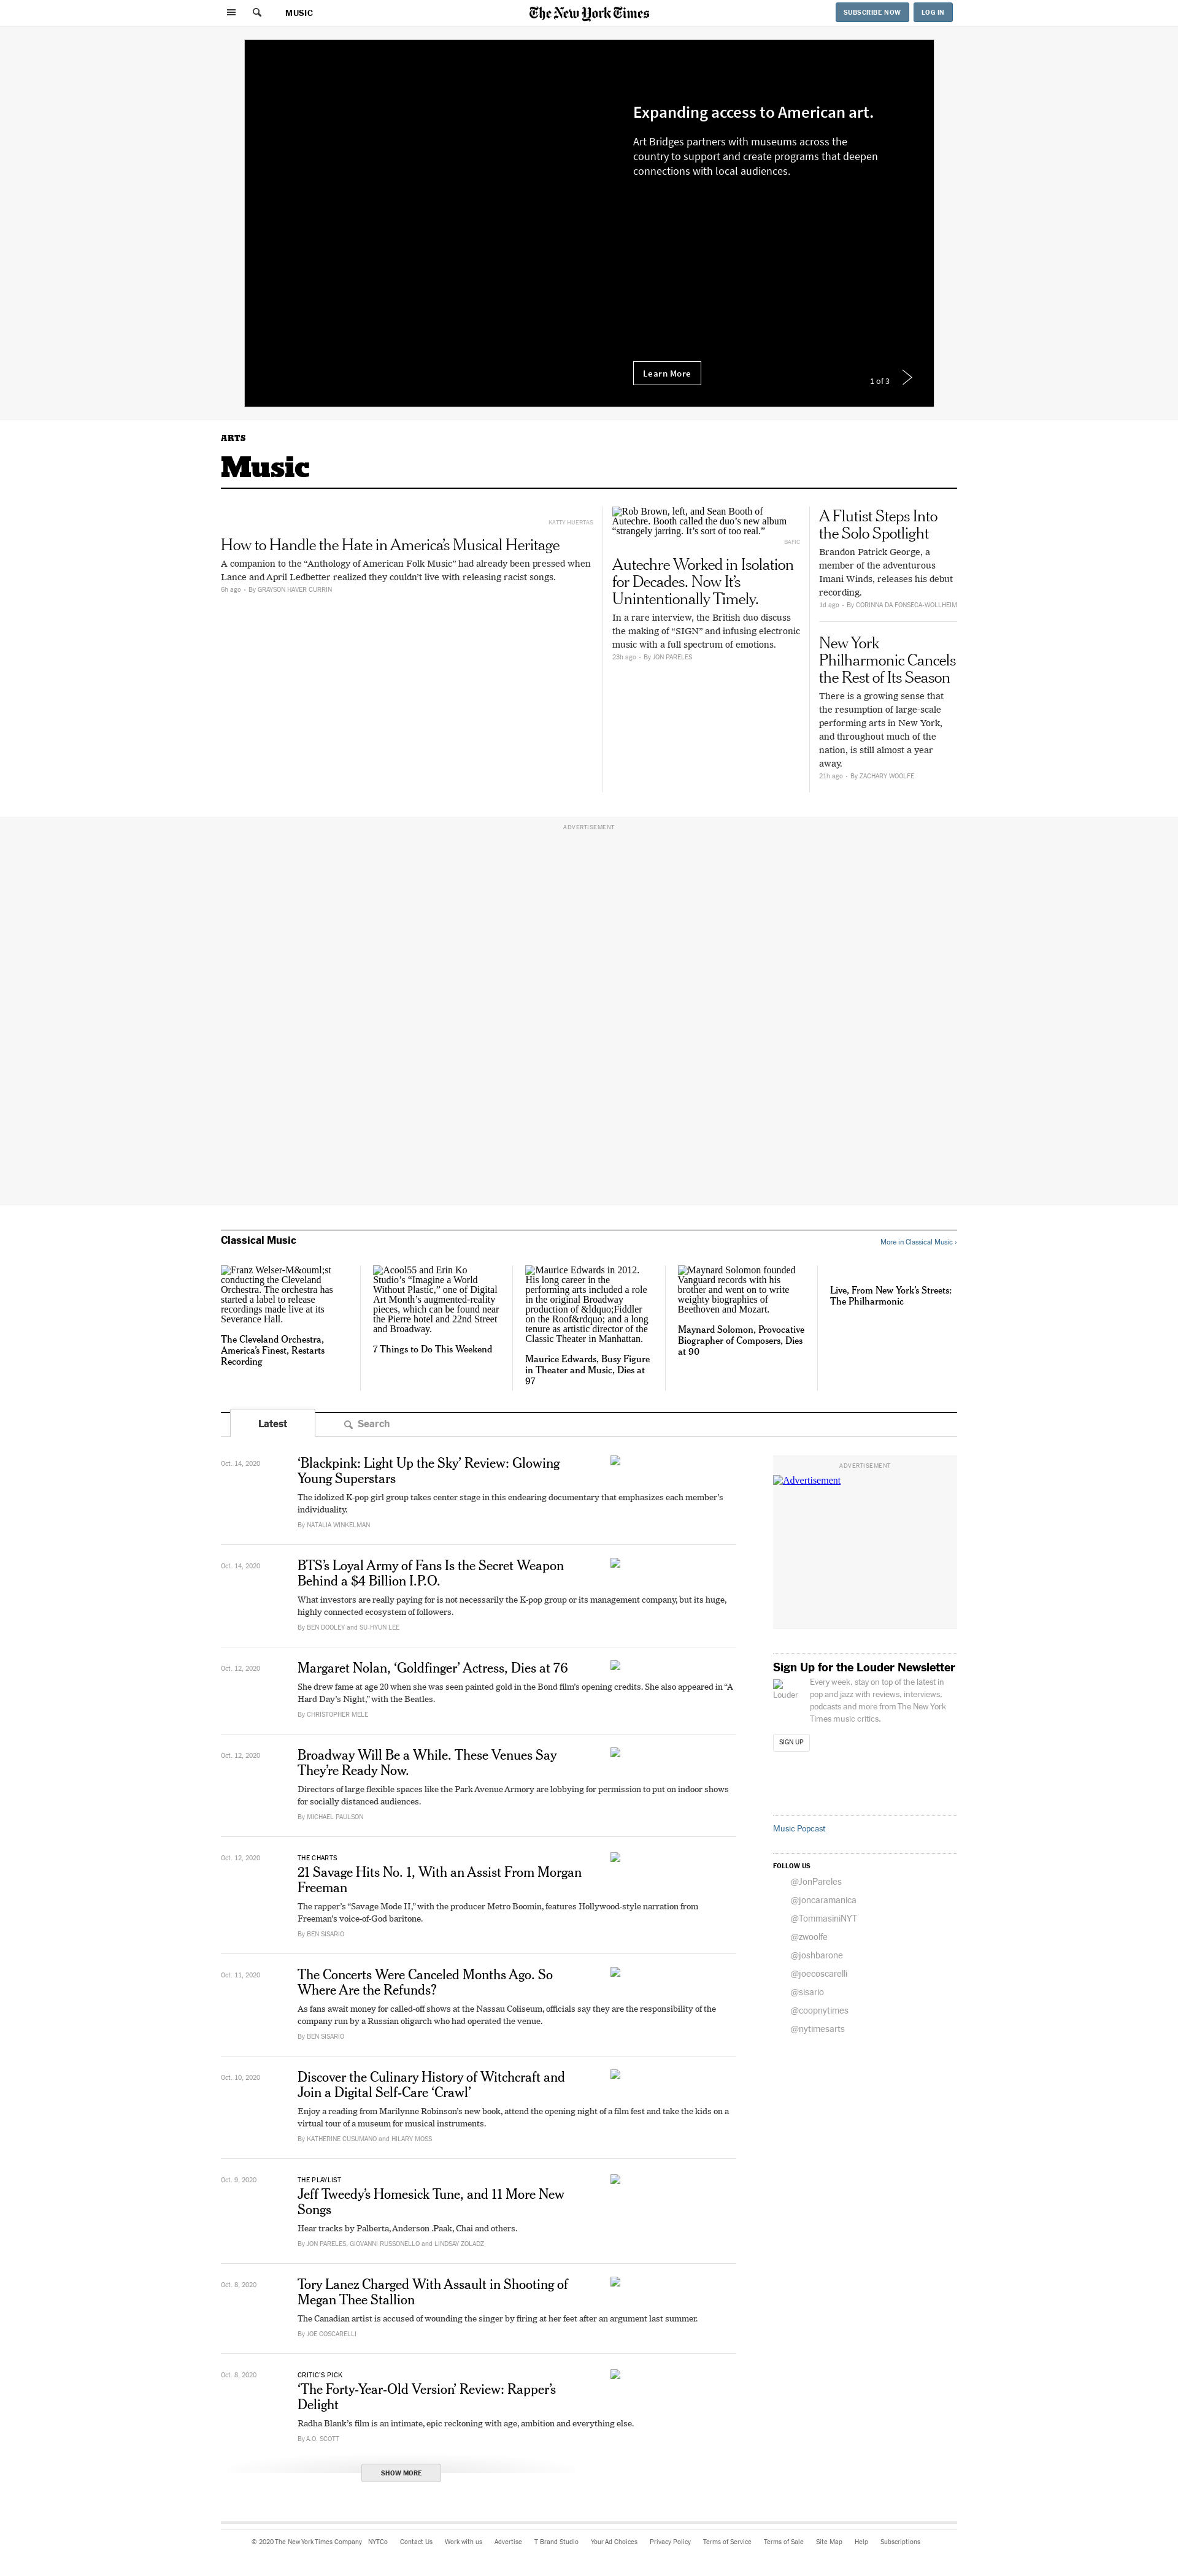 MUSIC
The New York Times
SUBSCRIBE NOW
LOG IN
Expanding access to American art.
Art Bridges partners with museums across the
country to support and create programs that deepen
connections with local audiences.
Learn More
1 of 3
ARTS
Music
KATTY HUERTAS
How to Handle the Hate in America’s Musical Heritage
A companion to the “Anthology of American Folk Music” had already been pressed when
Lance and April Ledbetter realized they couldn’t live with releasing racist songs.
6h ago - By GRAYSON HAVER CURRIN
Rob Brown, left, and Sean Booth of
Autechre. Booth called the duo’s new album
“strangely jarring. It’s sort of too real.”
BAFIC
Autechre Worked in Isolation
for Decades. Now It’s
Unintentionally Timely.
In a rare interview, the British duo discuss
the making of “SIGN” and infusing electronic
music with a full spectrum of emotions.
23h ago - By JON PARELES
A Flutist Steps Into
the Solo Spotlight
Brandon Patrick George, a
member of the adventurous
Imani Winds, releases his debut
recording.
1d ago - By CORINNA DA FONSECA-WOLLHEIM
New York
Philharmonic Cancels
the Rest of Its Season
There is a growing sense that
the resumption of large-scale
performing arts in New York,
and throughout much of the
nation, is still almost a year
away.
21h ago - By ZACHARY WOOLFE
ADVERTISEMENT
Classical Music
More in Classical Music ›
Franz Welser-M&ouml;st
conducting the Cleveland
Orchestra. The orchestra has
started a label to release
recordings made live at its
Severance Hall.
The Cleveland Orchestra,
America’s Finest, Restarts
Recording
Acool55 and Erin Ko
Studio’s “Imagine a World
Without Plastic,” one of Digital
Art Month’s augmented-reality
pieces, which can be found near
the Pierre hotel and 22nd Street
and Broadway.
7 Things to Do This Weekend
Maurice Edwards in 2012.
His long career in the
performing arts included a role
in the original Broadway
production of &ldquo;Fiddler
on the Roof&rdquo; and a long
tenure as artistic director of the
Classic Theater in Manhattan.
Maurice Edwards, Busy Figure
in Theater and Music, Dies at
97
Maynard Solomon founded
Vanguard records with his
brother and went on to write
weighty biographies of
Beethoven and Mozart.
Maynard Solomon, Provocative
Biographer of Composers, Dies
at 90
Live, From New York’s Streets:
The Philharmonic
Latest
Search
Oct. 14, 2020
‘Blackpink: Light Up the Sky’ Review: Glowing
Young Superstars
The idolized K-pop girl group takes center stage in this endearing documentary that emphasizes each member’s
individuality.
By NATALIA WINKELMAN
Oct. 14, 2020
BTS’s Loyal Army of Fans Is the Secret Weapon
Behind a $4 Billion I.P.O.
What investors are really paying for is not necessarily the K-pop group or its management company, but its huge,
highly connected ecosystem of followers.
By BEN DOOLEY and SU-HYUN LEE
Oct. 12, 2020
Margaret Nolan, ‘Goldfinger’ Actress, Dies at 76
She drew fame at age 20 when she was seen painted gold in the Bond film’s opening credits. She also appeared in “A
Hard Day’s Night,” with the Beatles.
By CHRISTOPHER MELE
Oct. 12, 2020
Broadway Will Be a While. These Venues Say
They’re Ready Now.
Directors of large flexible spaces like the Park Avenue Armory are lobbying for permission to put on indoor shows
for socially distanced audiences.
By MICHAEL PAULSON
Oct. 12, 2020
THE CHARTS
21 Savage Hits No. 1, With an Assist From Morgan
Freeman
The rapper’s “Savage Mode II,” with the producer Metro Boomin, features Hollywood-style narration from
Freeman’s voice-of-God baritone.
By BEN SISARIO
Oct. 11, 2020
The Concerts Were Canceled Months Ago. So
Where Are the Refunds?
As fans await money for called-off shows at the Nassau Coliseum, officials say they are the responsibility of the
company run by a Russian oligarch who had operated the venue.
By BEN SISARIO
Oct. 10, 2020
Discover the Culinary History of Witchcraft and
Join a Digital Self-Care ‘Crawl’
Enjoy a reading from Marilynne Robinson’s new book, attend the opening night of a film fest and take the kids on a
virtual tour of a museum for musical instruments.
By KATHERINE CUSUMANO and HILARY MOSS
Oct. 9, 2020
THE PLAYLIST
Jeff Tweedy’s Homesick Tune, and 11 More New
Songs
Hear tracks by Palberta, Anderson .Paak, Chai and others.
By JON PARELES, GIOVANNI RUSSONELLO and LINDSAY ZOLADZ
Oct. 8, 2020
Tory Lanez Charged With Assault in Shooting of
Megan Thee Stallion
The Canadian artist is accused of wounding the singer by firing at her feet after an argument last summer.
By JOE COSCARELLI
Oct. 8, 2020
CRITIC’S PICK
‘The Forty-Year-Old Version’ Review: Rapper’s
Delight
Radha Blank’s film is an intimate, epic reckoning with age, ambition and everything else.
By A.O. SCOTT
SHOW MORE
ADVERTISEMENT
Advertisement
Sign Up for the Louder Newsletter
Louder
Every week, stay on top of the latest in
pop and jazz with reviews, interviews,
podcasts and more from The New York
Times music critics.
SIGN UP
Music Popcast
FOLLOW US
@JonPareles
@joncaramanica
@TommasiniNYT
@zwoolfe
@joshbarone
@joecoscarelli
@sisario
@coopnytimes
@nytimesarts
© 2020 The New York Times Company NYTCo Contact Us Work with us Advertise T Brand Studio Your Ad Choices Privacy Policy Terms of Service Terms of Sale Site Map Help Subscriptions